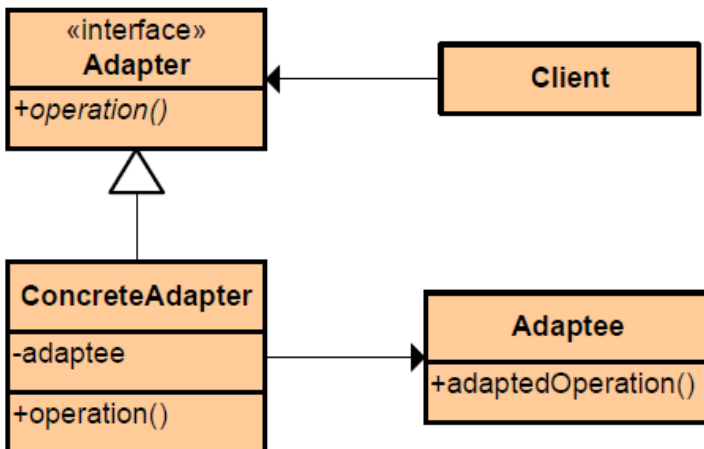 «interface»
Adapter
+operation()
Client
ConcreteAdapter
-adaptee
+operation()
Adaptee
+adaptedOperation()